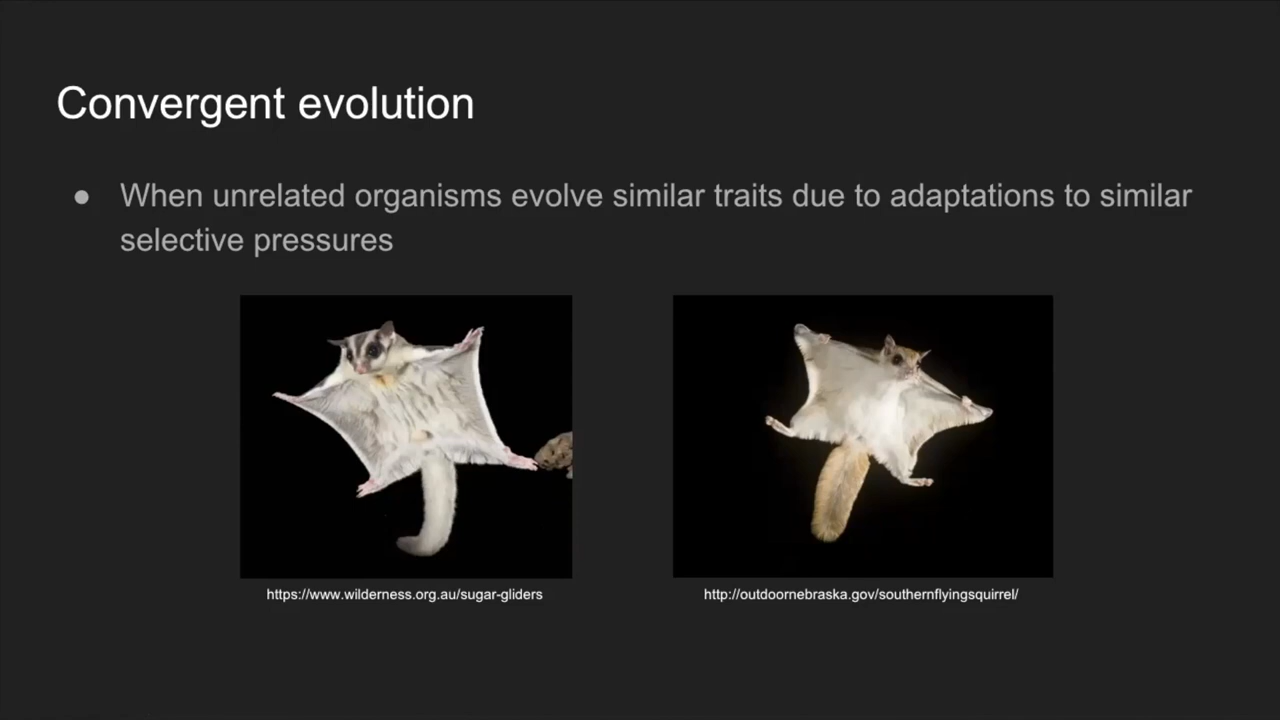 Convergent evolution
● When unrelated organisms evolve similar traits due to adaptations to similar
selective pressures
https://www.wilderness.org.au/sugar-gliders
http://outdoornebraska.gov/southernflyingsquirrel/